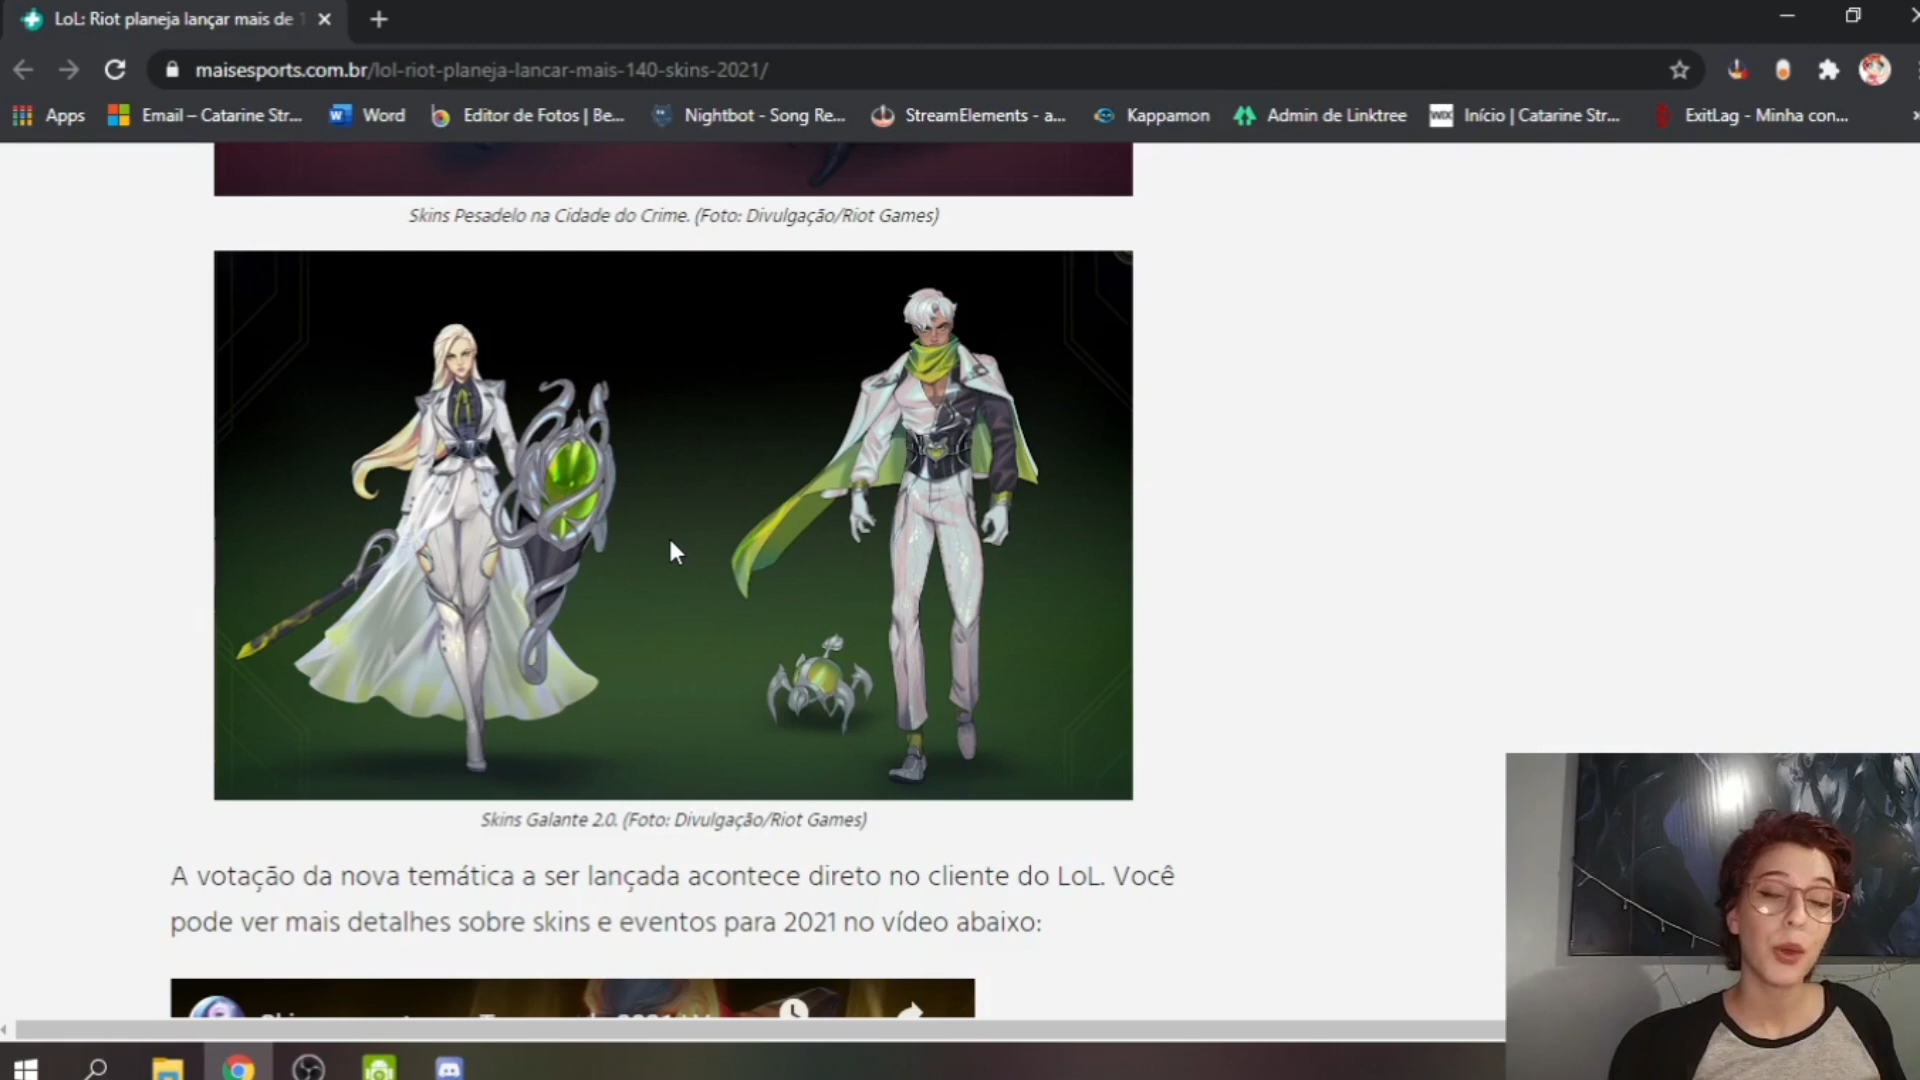 LoL: Riot planeja lançar mais de 1
maisesports.com.br/lol-riot-planeja-lancar-mais-140-skins-2021/
Apps
Email – Catarine Str...
Word
Editor de Fotos | Be...
Nightbot - Song Re...
StreamElements - a...
Kappamon
Admin de Linktree
WIX
Início | Catarine Str...
ExitLag - Minha con...
Skins Pesadelo na Cidade do Crime. (Foto: Divulgação/Riot Games)
Skins Galante 2.0. (Foto: Divulgação/Riot Games)
A votação da nova temática a ser lançada acontece direto no cliente do LoL. Você
pode ver mais detalhes sobre skins e eventos para 2021 no vídeo abaixo: